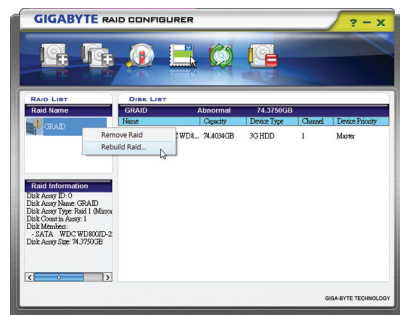 GIGABYTE RAID CONFIGURER
? - X
RAID LIST
Raid Name
GRAID
DISK LIST
GRAID Abnormal 74.3750GB
Name Capacity Device Type Channel Device Priority
WD8... 74.4034GB 3G HDD 1 Master
Remove Raid
Rebuild Raid...
Raid Information
Disk Array ID: 0
Disk Array Name: GRAID
Disk Array Type: Raid 1 (Mirror
Disk Count in Array: 1
Disk Members:
- SATA WDC WD800JD-2
Disk Array Size: 74.3750GB
GIGA-BYTE TECHNOLOGY